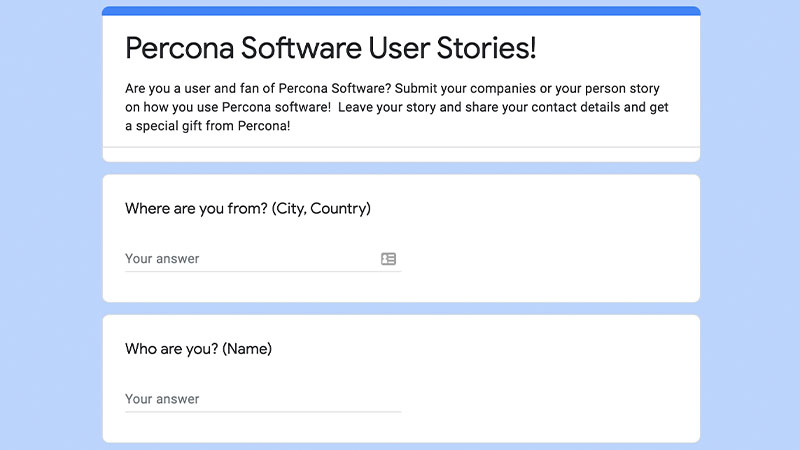 Percona Software User Stories!
Are you a user and fan of Percona Software? Submit your companies or your person story
on how you use Percona software!  Leave your story and share your contact details and get
a special gift from Percona!
Where are you from? (City, Country)
Your answer
Who are you? (Name)
Your answer